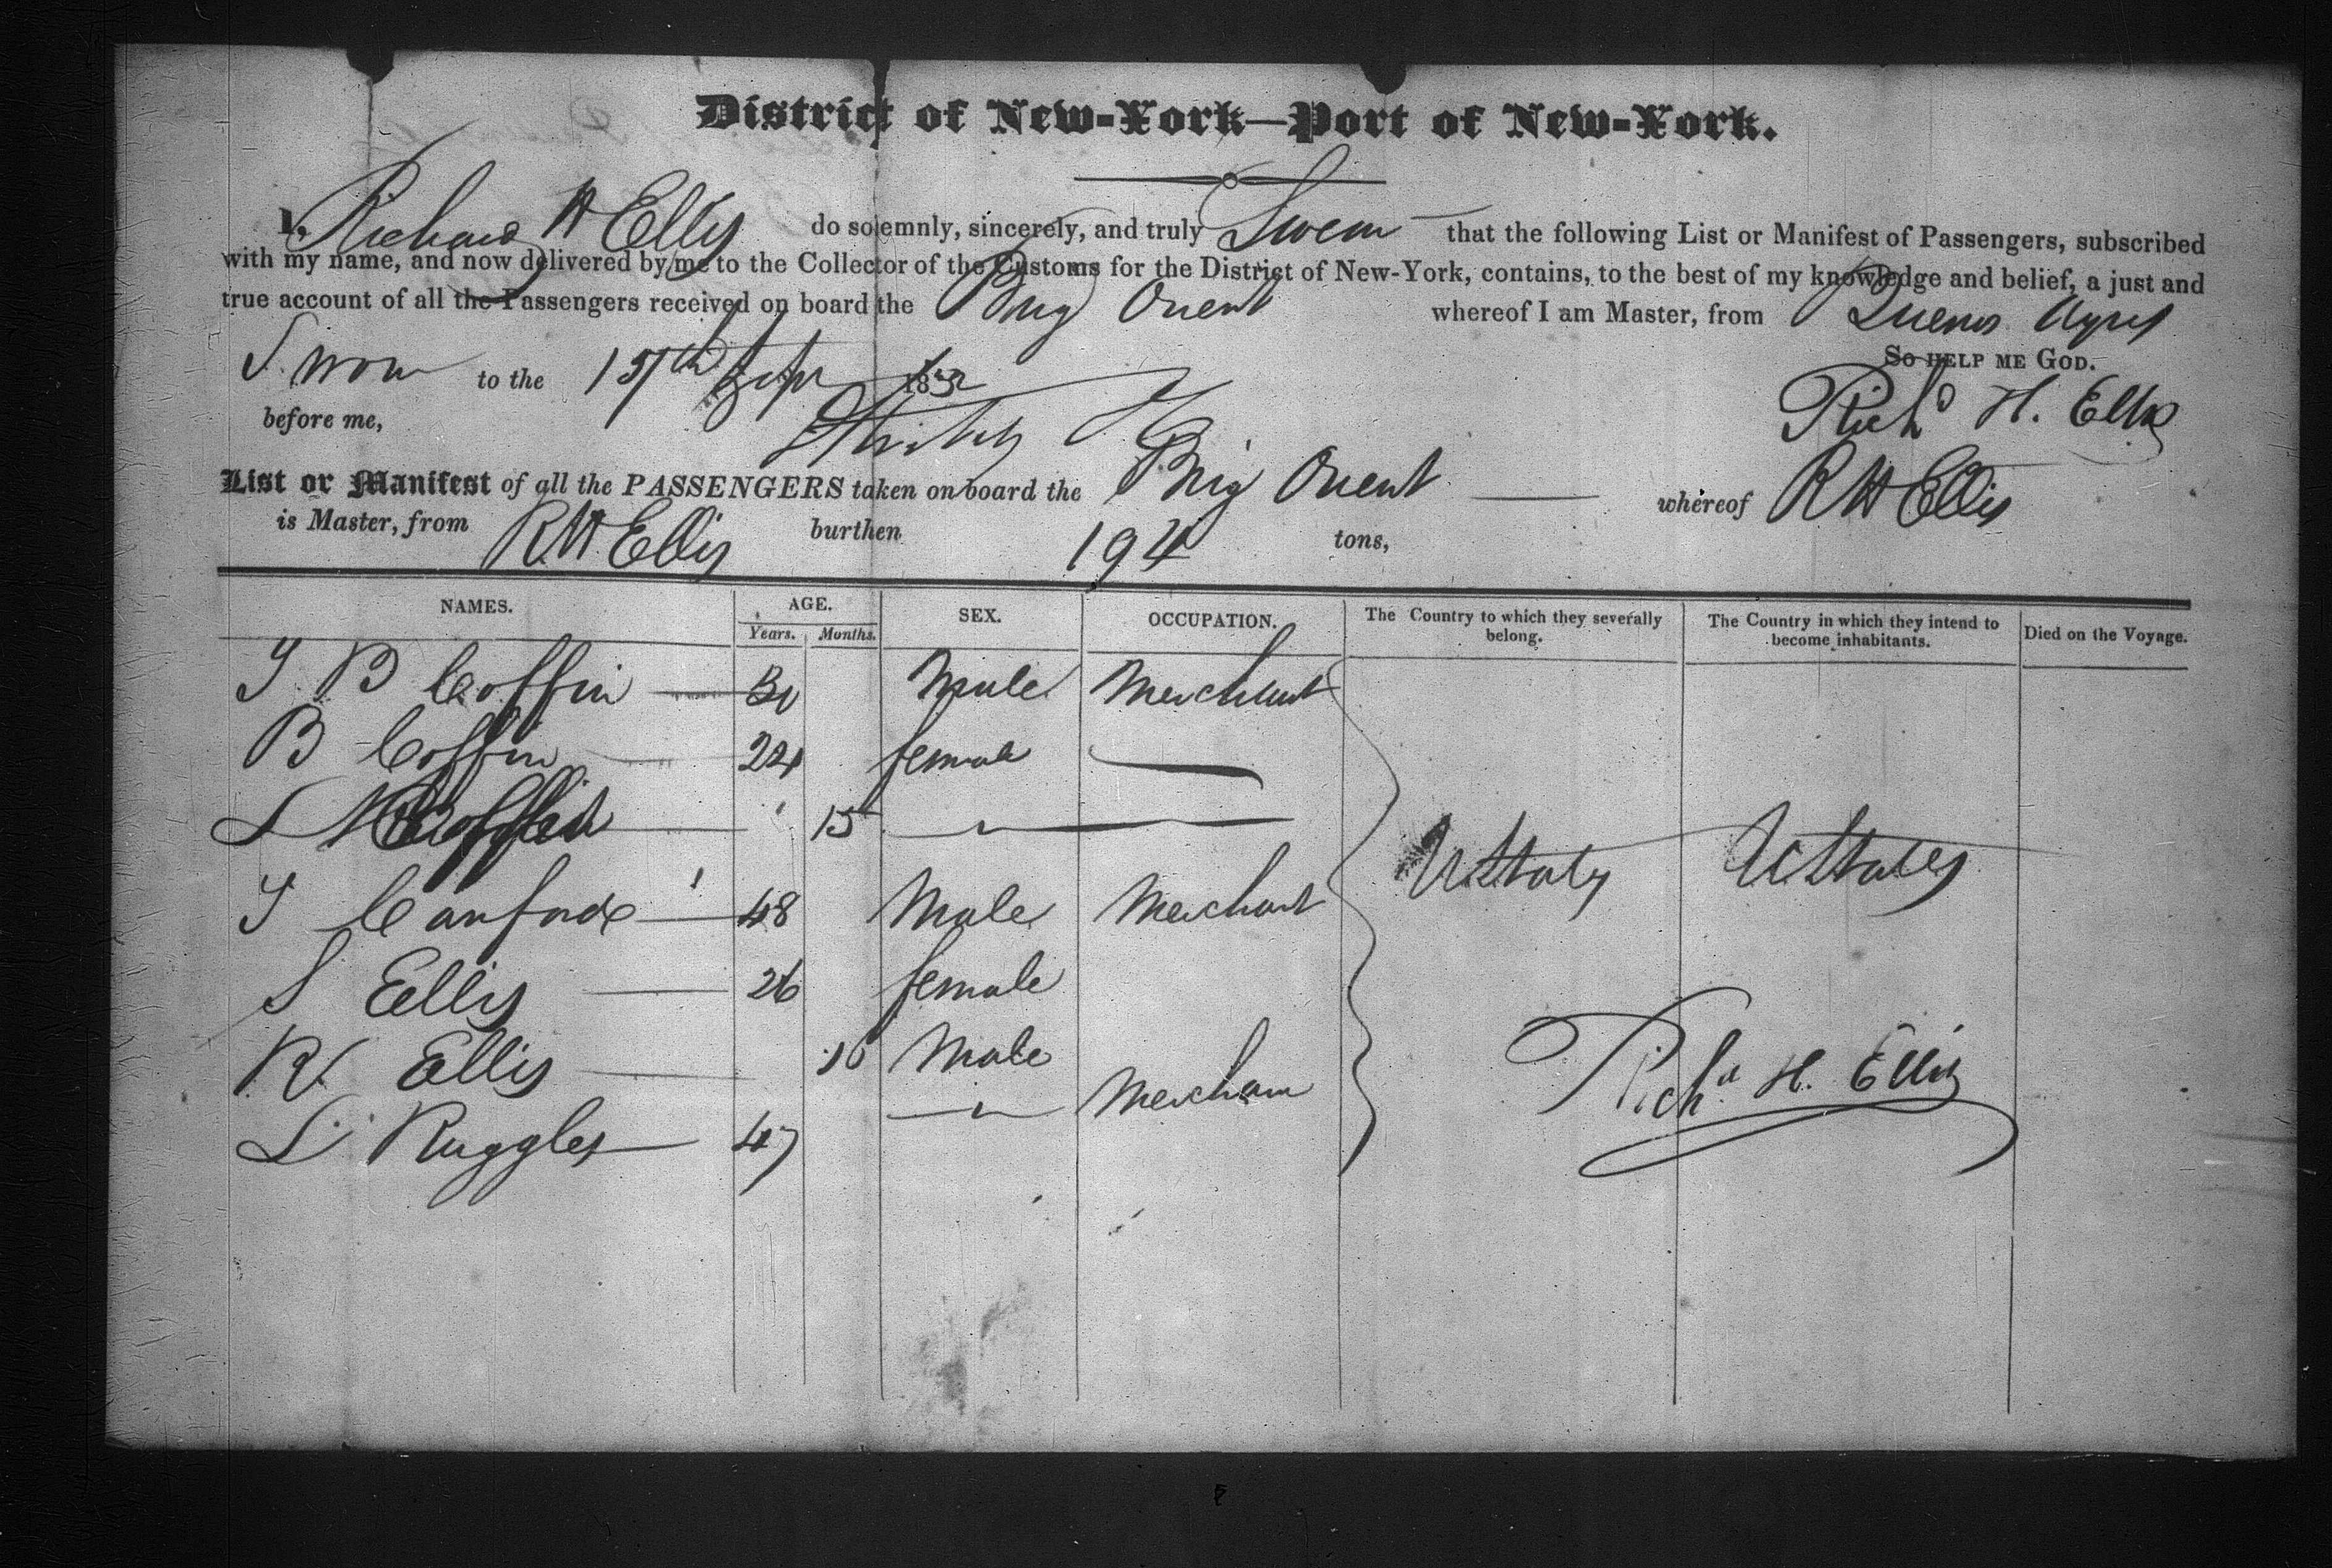 District of New-York—Port of New-York.
I, Richard H Ellis do solemnly, sincerely, and truly Swear that the following List or Manifest of Passengers, subscribed
with my name, and now delivered by me to the Collector of the Customs for the District of New-York, contains, to the best of my knowledge and belief, a just and
true account of all the Passengers received on board the Brig Orient whereof I am Master, from Buenos Ayres
So help me God.
Sworn to the 15th 1832
before me, Richd H. Ellis
List or Manifest of all the PASSENGERS taken on board the Brig Orient whereof R H Ellis
is Master, from R H Ellis burthen 194 tons,
NAMES. AGE. SEX. OCCUPATION. The Country to which they severally belong. The Country in which they intend to become inhabitants. Died on the Voyage.
Years. Months.
B Coffin 30 Male Merchant
B Coffin 24 female
Coffin 15
48 Male Merchant
UStates UStates
S Ellis 26 female
R Ellis 10 Male
L Ruggles 47 Merchan
Richd H. Ellis